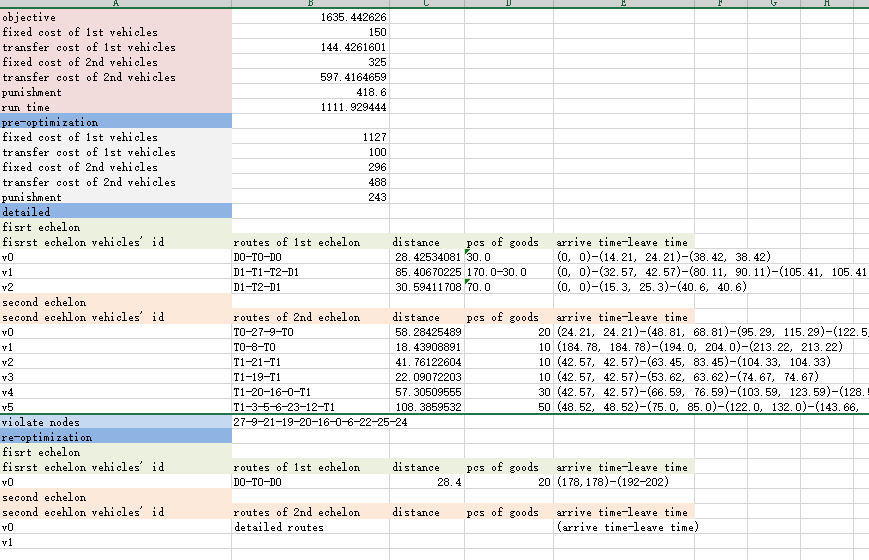 A B C D E F G H
objective 1635.442626
fixed cost of 1st vehicles 150
transfer cost of 1st vehicles 144.4261601
fixed cost of 2nd vehicles 325
transfer cost of 2nd vehicles 597.4164659
punishment 418.6
run time 1111.929444
pre-optimization
fixed cost of 1st vehicles 1127
transfer cost of 1st vehicles 100
fixed cost of 2nd vehicles 296
transfer cost of 2nd vehicles 488
punishment 243
detailed
fisrt echelon
fisrst echelon vehicles' id routes of 1st echelon distance pcs of goods arrive time-leave time
v0 D0-T0-D0 28.42534081 30.0 (0, 0)-(14.21, 24.21)-(38.42, 38.42)
v1 D1-T1-T2-D1 85.40670225 170.0-30.0 (0, 0)-(32.57, 42.57)-(80.11, 90.11)-(105.41, 105.41
v2 D1-T2-D1 30.59411708 70.0 (0, 0)-(15.3, 25.3)-(40.6, 40.6)
second echelon
second ecehlon vehicles' id routes of 2nd echelon distance pcs of goods arrive time-leave time
v0 T0-27-9-T0 58.28425489 20 (24.21, 24.21)-(48.81, 68.81)-(95.29, 115.29)-(122.5
v1 T0-8-T0 18.43908891 10 (184.78, 184.78)-(194.0, 204.0)-(213.22, 213.22)
v2 T1-21-T1 41.76122604 10 (42.57, 42.57)-(63.45, 83.45)-(104.33, 104.33)
v3 T1-19-T1 22.09072203 10 (42.57, 42.57)-(53.62, 63.62)-(74.67, 74.67)
v4 T1-20-16-0-T1 57.30509555 30 (42.57, 42.57)-(66.59, 76.59)-(103.59, 123.59)-(128.
v5 T1-3-5-6-23-12-T1 108.3859532 50 (48.52, 48.52)-(75.0, 85.0)-(122.0, 132.0)-(143.66,
violate nodes 27-9-21-19-20-16-0-6-22-25-24
re-optimization
fisrt echelon
fisrst echelon vehicles' id routes of 1st echelon distance pcs of goods arrive time-leave time
v0 D0-T0-D0 28.4 20 (178,178)-(192-202)
second echelon
second ecehlon vehicles' id routes of 2nd echelon distance pcs of goods arrive time-leave time
v0 detailed routes (arrive time-leave time)
v1